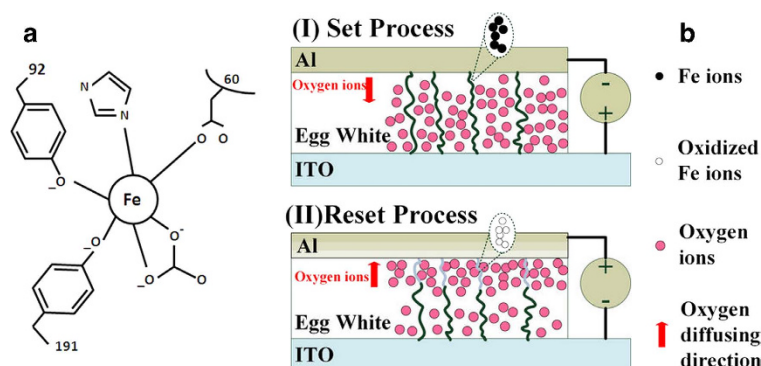 a
92
60
O
O
O
−
Fe
O
−
O-
O
−
O
191
(I) Set Process
Al
Oxygen ions
Egg White
ITO
-
+
(II)Reset Process
Al
Oxygen ions
Egg White
ITO
+
-
b
Fe ions
Oxidized
Fe ions
Oxygen
ions
Oxygen
diffusing
direction